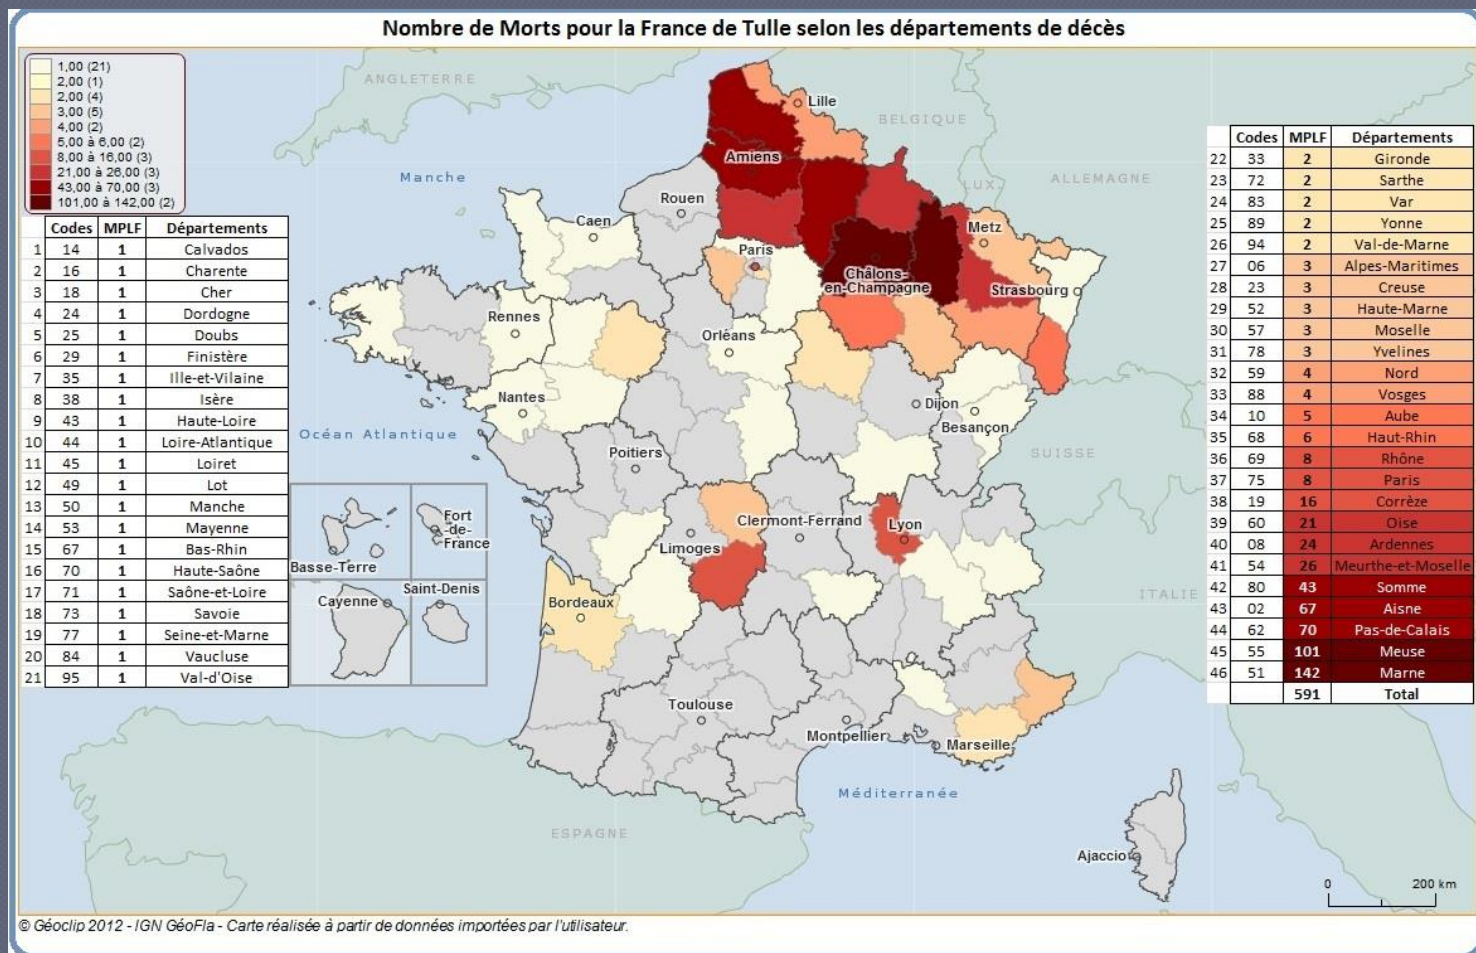 Nombre de Morts pour la France de Tulle selon les départements de décès
1,00 (21)
2,00 (1)
2,00 (4)
3,00 (5)
4,00 (2)
5,00 à 6,00 (2)
8,00 à 16,00 (3)
21,00 à 26,00 (3)
43,00 à 70,00 (3)
101,00 à 142,00 (2)
Codes MPLF Départements
1 14 1 Calvados
2 16 1 Charente
3 18 1 Cher
4 24 1 Dordogne
5 25 1 Doubs
6 29 1 Finistère
7 35 1 Ille-et-Vilaine
8 38 1 Isère
9 43 1 Haute-Loire
10 44 1 Loire-Atlantique
11 45 1 Loiret
12 49 1 Lot
13 50 1 Manche
14 53 1 Mayenne
15 67 1 Bas-Rhin
16 70 1 Haute-Saône
17 71 1 Saône-et-Loire
18 73 1 Savoie
19 77 1 Seine-et-Marne
20 84 1 Vaucluse
21 95 1 Val-d'Oise
ANGLETERRE
Manche
Océan Atlantique
BELGIQUE
LUX.
ALLEMAGNE
SUISSE
ITALIE
ESPAGNE
Méditerranée
Lille
Amiens
Rouen
Caen
Paris
Metz
Châlons-
en-Champagne
Strasbourg
Rennes
Orléans
Nantes
Dijon
Besançon
Poitiers
Clermont-Ferrand
Lyon
Limoges
Bordeaux
Toulouse
Montpellier
Marseille
Ajaccio
Basse-Terre
Fort
-de-
France
Cayenne
Saint-Denis
Codes MPLF Départements
22 33 2 Gironde
23 72 2 Sarthe
24 83 2 Var
25 89 2 Yonne
26 94 2 Val-de-Marne
27 06 3 Alpes-Maritimes
28 23 3 Creuse
29 52 3 Haute-Marne
30 57 3 Moselle
31 78 3 Yvelines
32 59 4 Nord
33 88 4 Vosges
34 10 5 Aube
35 68 6 Haut-Rhin
36 69 8 Rhône
37 75 8 Paris
38 19 16 Corrèze
39 60 21 Oise
40 08 24 Ardennes
41 54 26 Meurthe-et-Moselle
42 80 43 Somme
43 02 67 Aisne
44 62 70 Pas-de-Calais
45 55 101 Meuse
46 51 142 Marne
591 Total
0 200 km
© Géoclip 2012 - IGN GéoFla - Carte réalisée à partir de données importées par l'utilisateur.